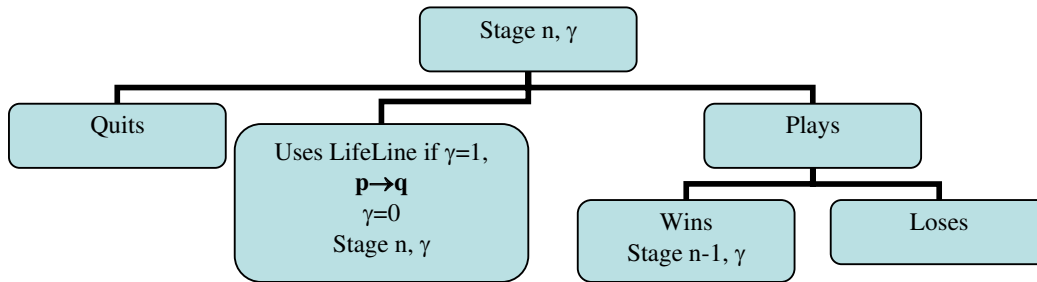 Stage n, γ
Quits
Uses LifeLine if γ=1,
p→q
γ=0
Stage n, γ
Plays
Wins
Stage n-1, γ
Loses